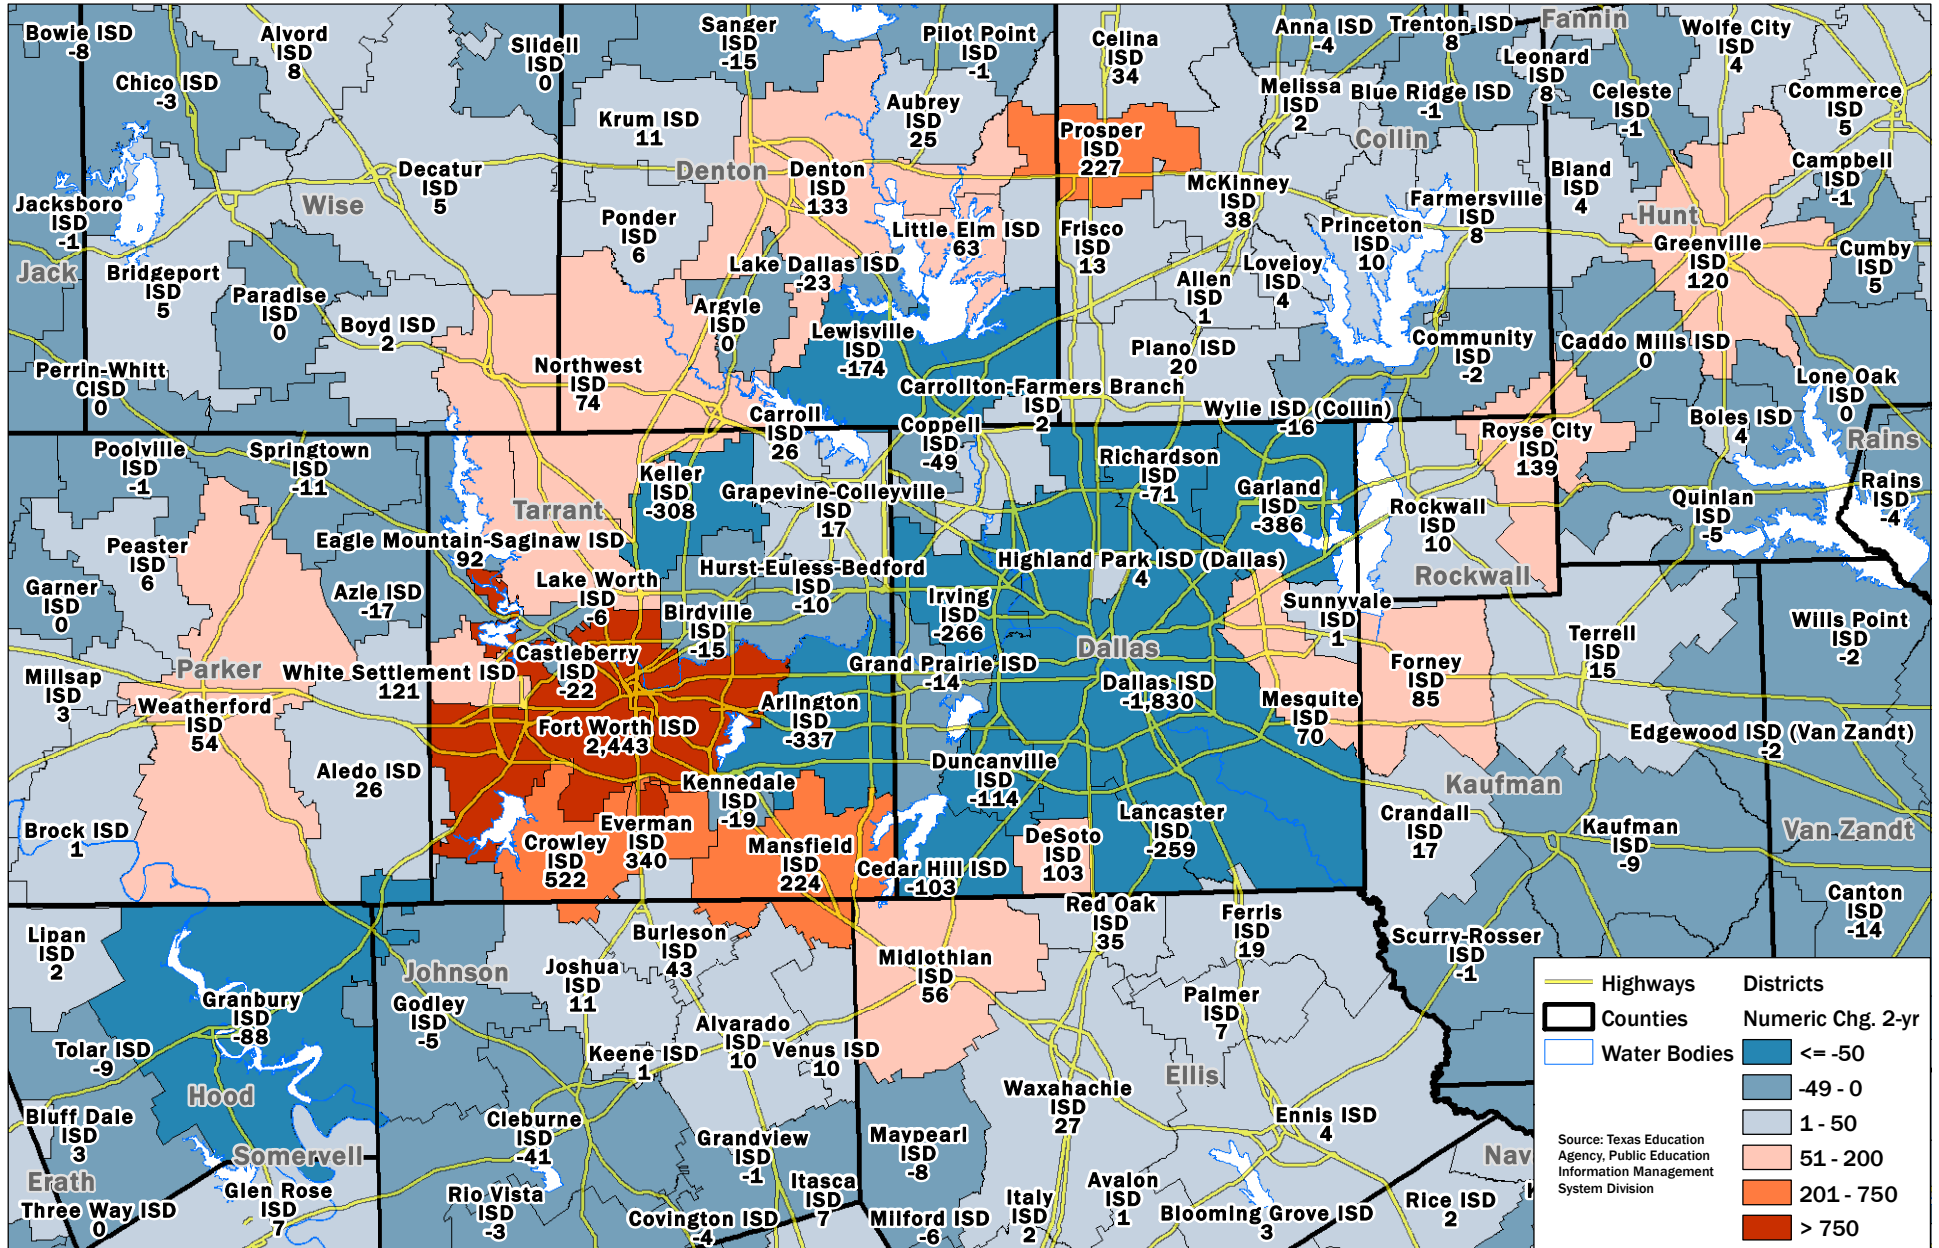 Bowie ISD
-8
Chico ISD
-3
Alvord
ISD
8
Slidell
ISD
0
Sanger
ISD
-15
Pilot Point
ISD
-1
Celina
ISD
34
Anna ISD
-4
Trenton ISD
8
Fannin
Leonard
ISD
8
Wolfe City
ISD
4
Krum ISD
11
Aubrey
ISD
25
Prosper
ISD
227
Melissa
ISD
2
Blue Ridge ISD
-1
Celeste
ISD
-1
Commerce
ISD
5
Collin
Jacksboro
ISD
-1
Jack
Wise
Decatur
ISD
5
Denton
Denton
ISD
133
McKinney
ISD
38
Farmersville
ISD
8
Bland
ISD
4
Campbell
ISD
-1
Hunt
Ponder
ISD
6
Little Elm ISD
63
Frisco
ISD
13
Princeton
ISD
10
Greenville
ISD
120
Cumby
ISD
5
Bridgeport
ISD
5
Paradise
ISD
0
Boyd ISD
2
Lake Dallas ISD
-23
Argyle
ISD
0
Allen
ISD
1
Lovejoy
ISD
4
Lewisville
ISD
-174
Plano ISD
20
Community
ISD
-2
Caddo Mills ISD
0
Perrin-Whitt
CISD
0
Northwest
ISD
74
Carrollton-Farmers Branch
ISD
2
Wylie ISD (Collin)
-16
Lone Oak
ISD
0
Boles ISD
4
Rains
Carroll
ISD
26
Coppell
ISD
-49
Royse City
ISD
139
Poolville
ISD
-1
Springtown
ISD
-11
Keller
ISD
-308
Richardson
ISD
-71
Garland
ISD
-386
Rains
ISD
-4
Tarrant
Grapevine-Colleyville
ISD
17
Rockwall
ISD
10
Quinlan
ISD
-5
Peaster
ISD
6
Eagle Mountain-Saginaw ISD
92
Garner
ISD
0
Azle ISD
-17
Lake Worth
ISD
-6
Hurst-Euless-Bedford
ISD
-10
Highland Park ISD (Dallas)
4
Rockwall
Birdville
ISD
-15
Irving
ISD
-266
Sunnyvale
ISD
1
Wills Point
ISD
-2
Terrell
ISD
15
Parker
Millsap
ISD
3
White Settlement ISD
121
Castleberry
ISD
-22
Grand Prairie ISD
-14
Dallas
Dallas ISD
-1,830
Forney
ISD
85
Weatherford
ISD
54
Fort Worth ISD
2,443
Arlington
ISD
-337
Mesquite
ISD
70
Edgewood ISD (Van Zandt)
-2
Aledo ISD
26
Kennedale
ISD
-19
Duncanville
ISD
-114
Kaufman
Brock ISD
1
Crowley
ISD
522
Everman
ISD
340
Mansfield
ISD
224
Cedar Hill ISD
-103
DeSoto
ISD
103
Lancaster
ISD
-259
Crandall
ISD
17
Kaufman
ISD
-9
Van Zandt
Canton
ISD
-14
Lipan
ISD
2
Burleson
ISD
43
Red Oak
ISD
35
Ferris
ISD
19
Scurry-Rosser
ISD
-1
Johnson
Joshua
ISD
11
Midlothian
ISD
56
Granbury
ISD
-88
Godley
ISD
-5
Palmer
ISD
7
Tolar ISD
-9
Keene ISD
1
Alvarado
ISD
10
Venus ISD
10
Hood
Waxahachie
ISD
27
Ellis
Bluff Dale
ISD
3
Cleburne
ISD
-41
Grandview
ISD
-1
Maypearl
ISD
-8
Ennis ISD
4
Somervell
Erath
Three Way ISD
0
Glen Rose
ISD
7
Rio Vista
ISD
-3
Covington ISD
-4
Itasca
ISD
7
Milford ISD
-6
Italy
ISD
2
Avalon
ISD
1
Blooming Grove ISD
3
Rice ISD
2
Nav
Highways
Counties
Water Bodies
Districts
Numeric Chg. 2-yr
<= -50
-49 - 0
1 - 50
51 - 200
201 - 750
> 750
Source: Texas Education
Agency, Public Education
Information Management
System Division